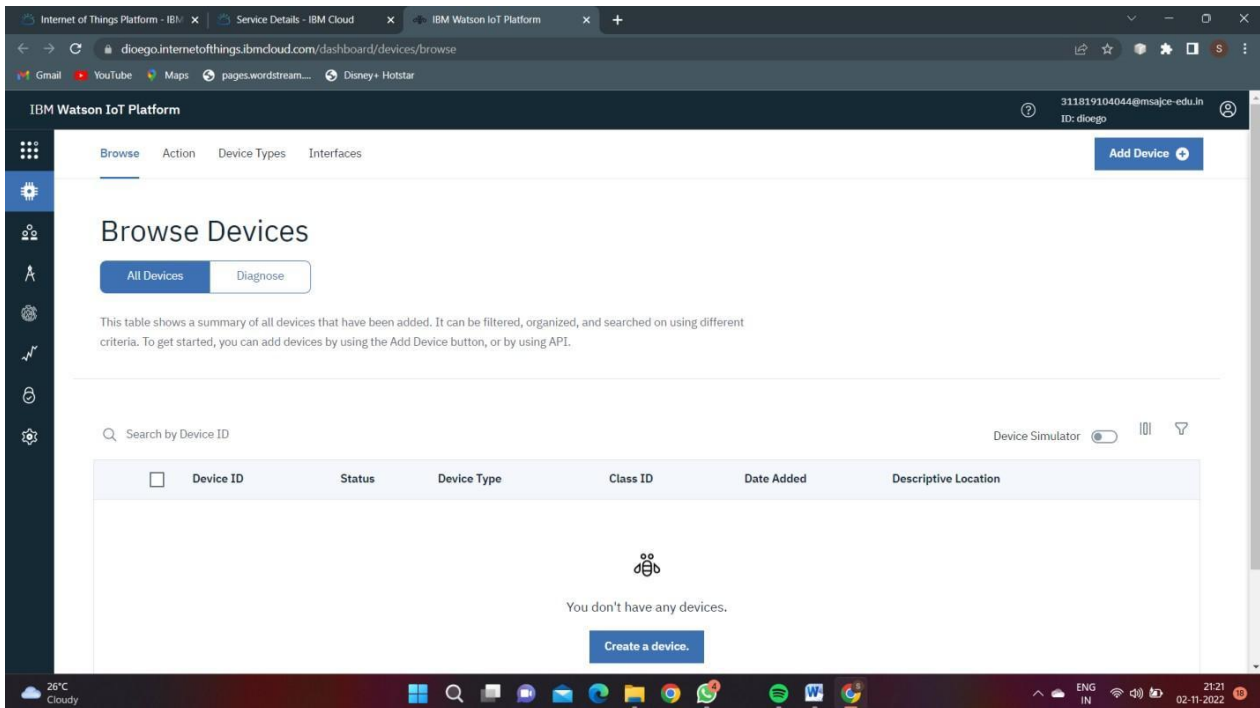 Internet of Things Platform - IBM
Service Details - IBM Cloud
IBM Watson IoT Platform
dioego.internetofthings.ibmcloud.com/dashboard/devices/browse
S
Gmail
YouTube
Maps
pages.wordstream....
Disney+ Hotstar
IBM Watson IoT Platform
311819104044@msajce-edu.in
ID: dioego
Browse Action Device Types Interfaces
Add Device
Browse Devices
All Devices Diagnose
This table shows a summary of all devices that have been added. It can be filtered, organized, and searched on using different
criteria. To get started, you can add devices by using the Add Device button, or by using API.
Search by Device ID
Device Simulator
Device ID Status Device Type Class ID Date Added Descriptive Location
You don't have any devices.
Create a device.
26°C
Cloudy
4
W
S
ENG
IN
21:21
02-11-2022
18